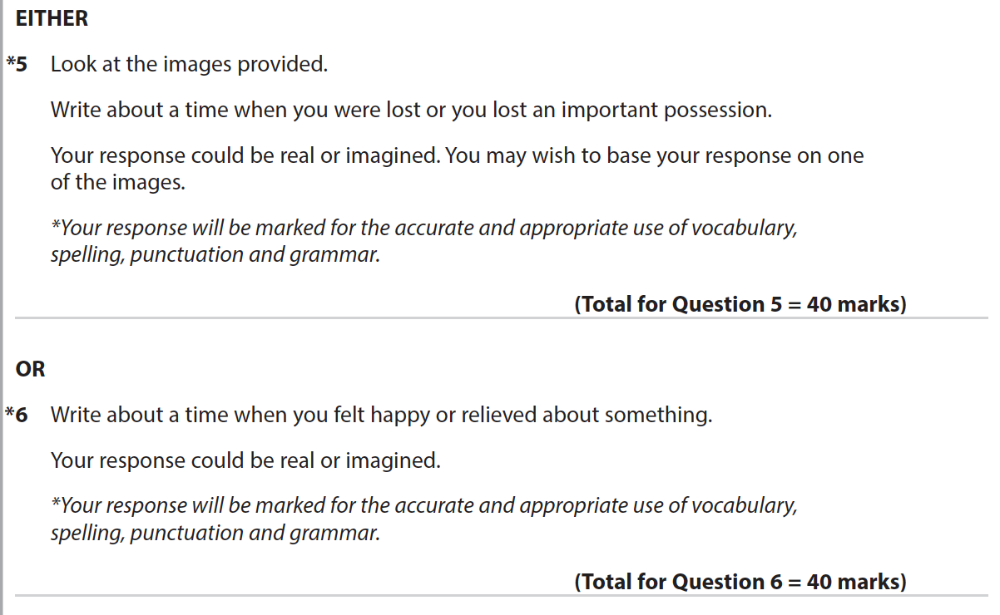 EITHER
*5 Look at the images provided.
Write about a time when you were lost or you lost an important possession.
Your response could be real or imagined. You may wish to base your response on one
of the images.
*Your response will be marked for the accurate and appropriate use of vocabulary,
spelling, punctuation and grammar.
(Total for Question 5 = 40 marks)
OR
*6 Write about a time when you felt happy or relieved about something.
Your response could be real or imagined.
*Your response will be marked for the accurate and appropriate use of vocabulary,
spelling, punctuation and grammar.
(Total for Question 6 = 40 marks)